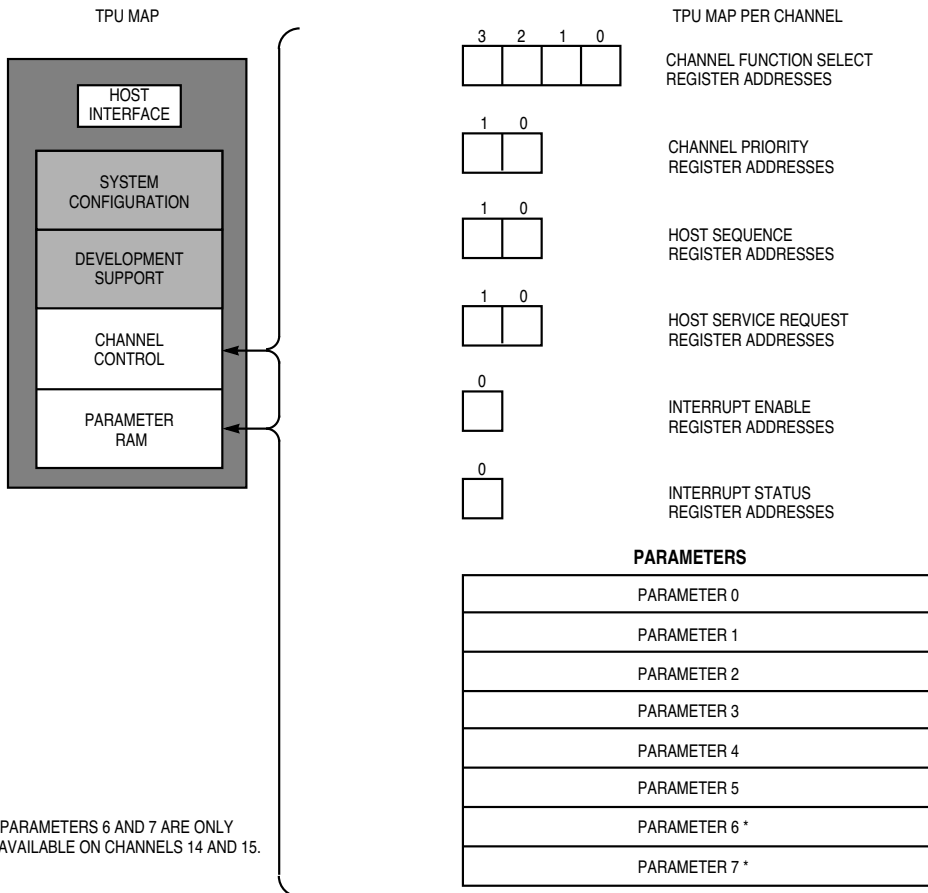 TPU MAP
HOST
INTERFACE
SYSTEM
CONFIGURATION
DEVELOPMENT
SUPPORT
CHANNEL
CONTROL
PARAMETER
RAM
PARAMETERS 6 AND 7 ARE ONLY
AVAILABLE ON CHANNELS 14 AND 15.
TPU MAP PER CHANNEL
3 2 1 0
CHANNEL FUNCTION SELECT
REGISTER ADDRESSES
1 0
CHANNEL PRIORITY
REGISTER ADDRESSES
1 0
HOST SEQUENCE
REGISTER ADDRESSES
1 0
HOST SERVICE REQUEST
REGISTER ADDRESSES
0
INTERRUPT ENABLE
REGISTER ADDRESSES
0
INTERRUPT STATUS
REGISTER ADDRESSES
PARAMETERS
PARAMETER 0
PARAMETER 1
PARAMETER 2
PARAMETER 3
PARAMETER 4
PARAMETER 5
PARAMETER 6 *
PARAMETER 7 *